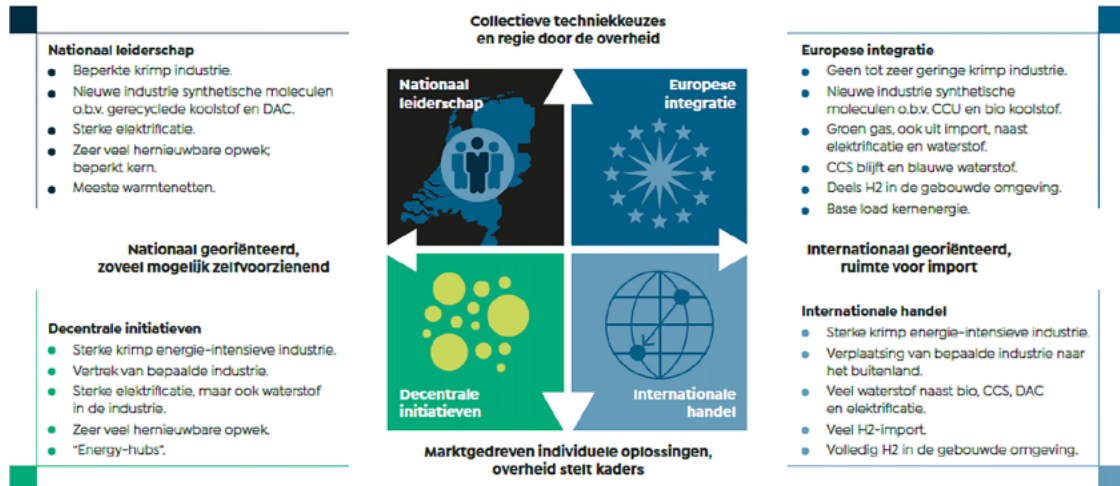 Collectieve techniekkeuzes
en regie door de overheid
Nationaal leiderschap
Beperkte krimp industrie.
Nieuwe industrie synthetische moleculen
o.b.v. gerecyclede koolstof en DAC.
Sterke elektrificatie.
Zeer veel hernieuwbare opwek;
beperkt kern.
Meeste warmtenetten.
Nationaal
leiderschap
Europese
integratie
Europese integratie
Geen tot zeer geringe krimp industrie.
Nieuwe industrie synthetische
moleculen o.b.v. CCU en bio koolstof.
Groen gas, ook uit import, naast
elektrificatie en waterstof.
CCS blijft en blauwe waterstof.
Deels H2 in de gebouwde omgeving.
Base load kernenergie.
Nationaal georiënteerd,
zoveel mogelijk zelfvoorzienend
Internationaal georiënteerd,
ruimte voor import
Decentrale initiatieven
Sterke krimp energie-intensieve industrie.
Vertrek van bepaalde industrie.
Sterke elektrificatie, maar ook waterstof
in de industrie.
Zeer veel hernieuwbare opwek.
"Energy-hubs".
Decentrale
initiatieven
Internationale
handel
Internationale handel
Sterke krimp energie-intensieve industrie.
Verplaatsing van bepaalde industrie naar
het buitenland.
Veel waterstof naast bio, CCS, DAC
en elektrificatie.
Veel H2-import.
Volledig H2 in de gebouwde omgeving.
Marktgedreven individuele oplossingen,
overheid stelt kaders